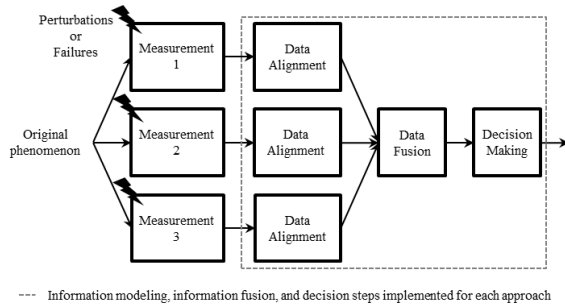 Perturbations
or
Failures
Measurement
1
Data
Alignment
Original
phenomenon
Measurement
2
Data
Alignment
Data
Fusion
Decision
Making
Measurement
3
Data
Alignment
--- Information modeling, information fusion, and decision steps implemented for each approach